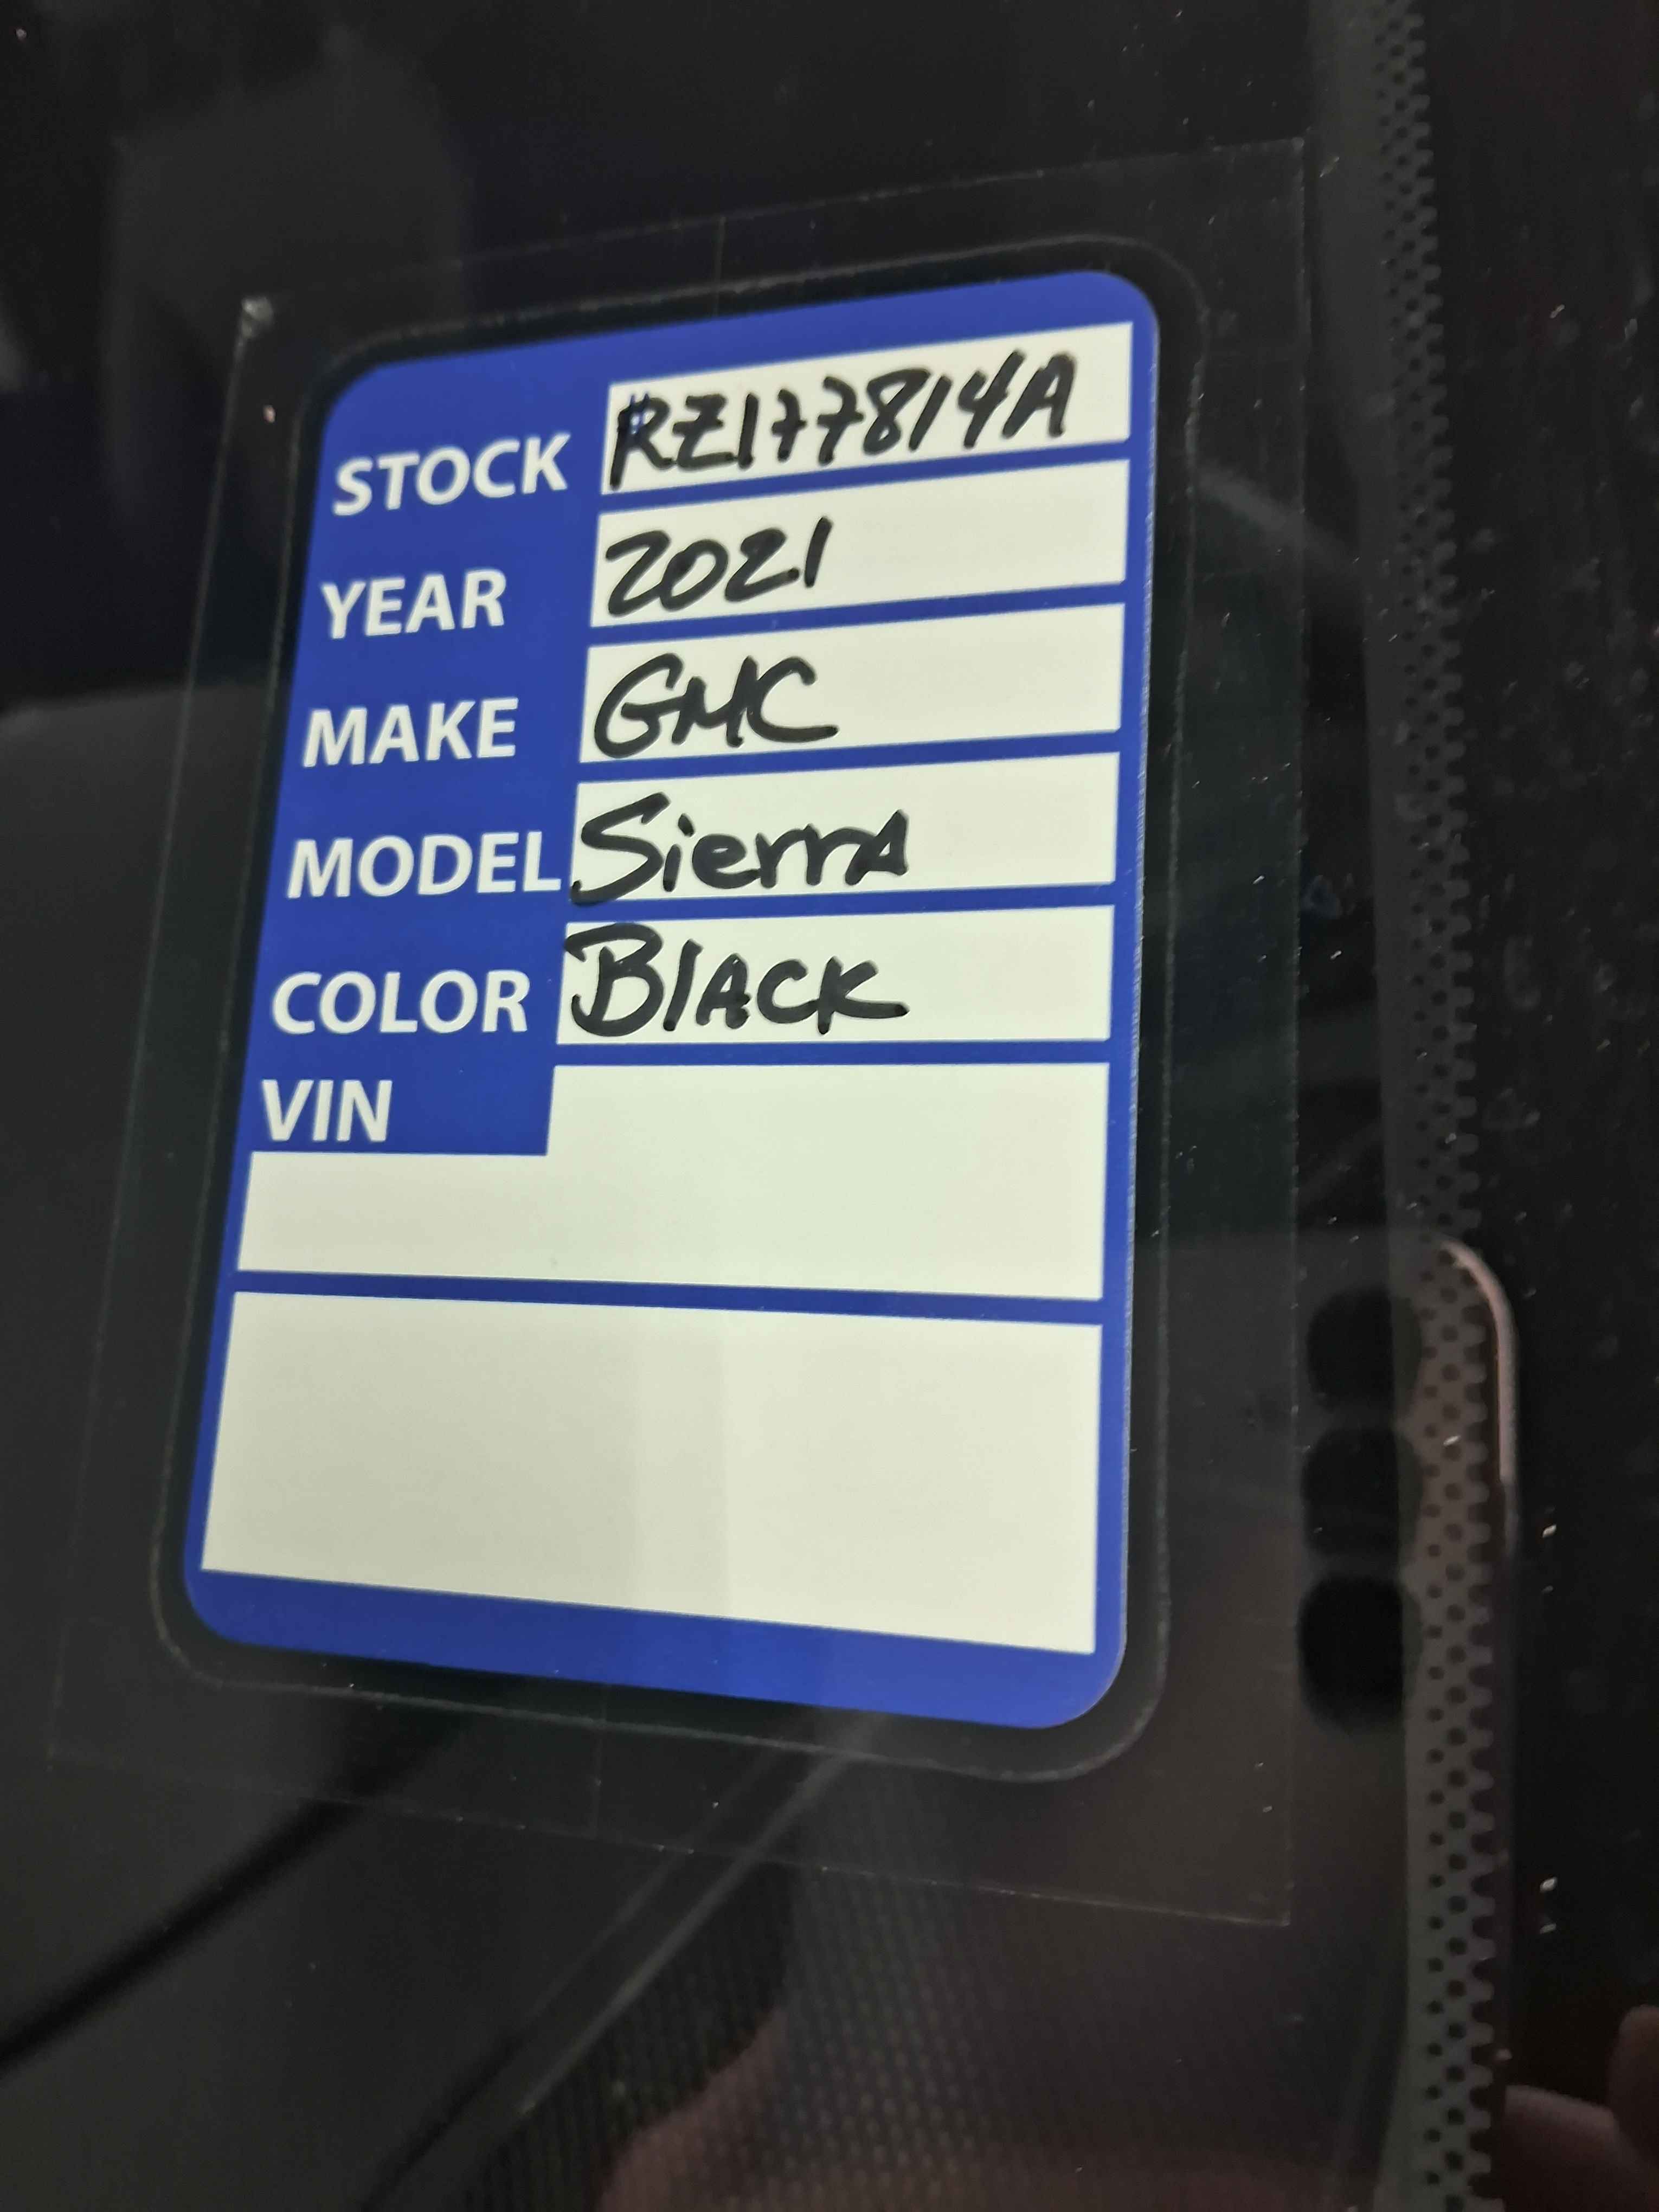 STOCK # RZ177814A
YEAR 2021
MAKE GMC
MODEL Sierra
COLOR Black
VIN